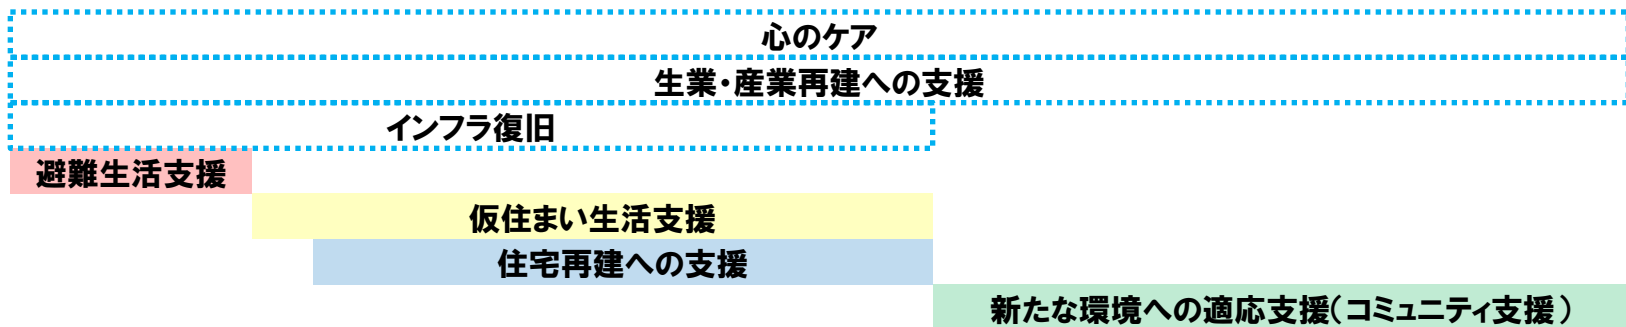 心のケア
生業・産業再建への支援
インフラ復旧
避難生活支援
仮住まい生活支援
住宅再建への支援
新たな環境への適応支援(コミュニティ支援)